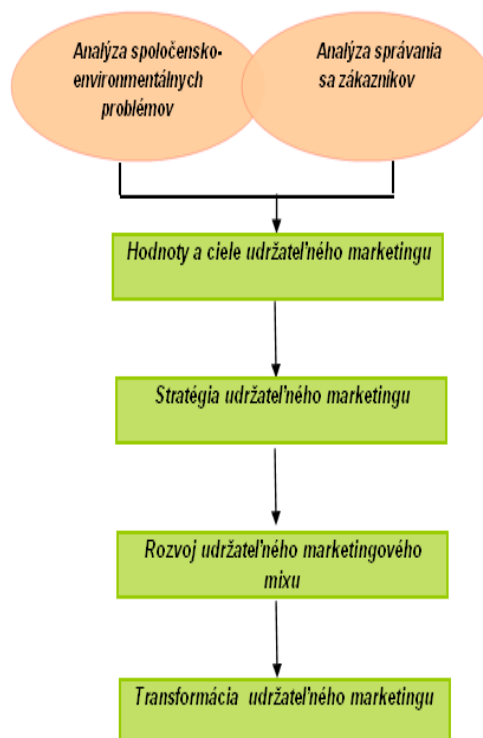 Analýza spoločensko-
environmentálnych
problémov
Analýza správania
sa zákazníkov
Hodnoty a ciele udržateľného marketingu
Stratégia udržateľného marketingu
Rozvoj udržateľného marketingového
mixu
Transformácia udržateľného marketingu